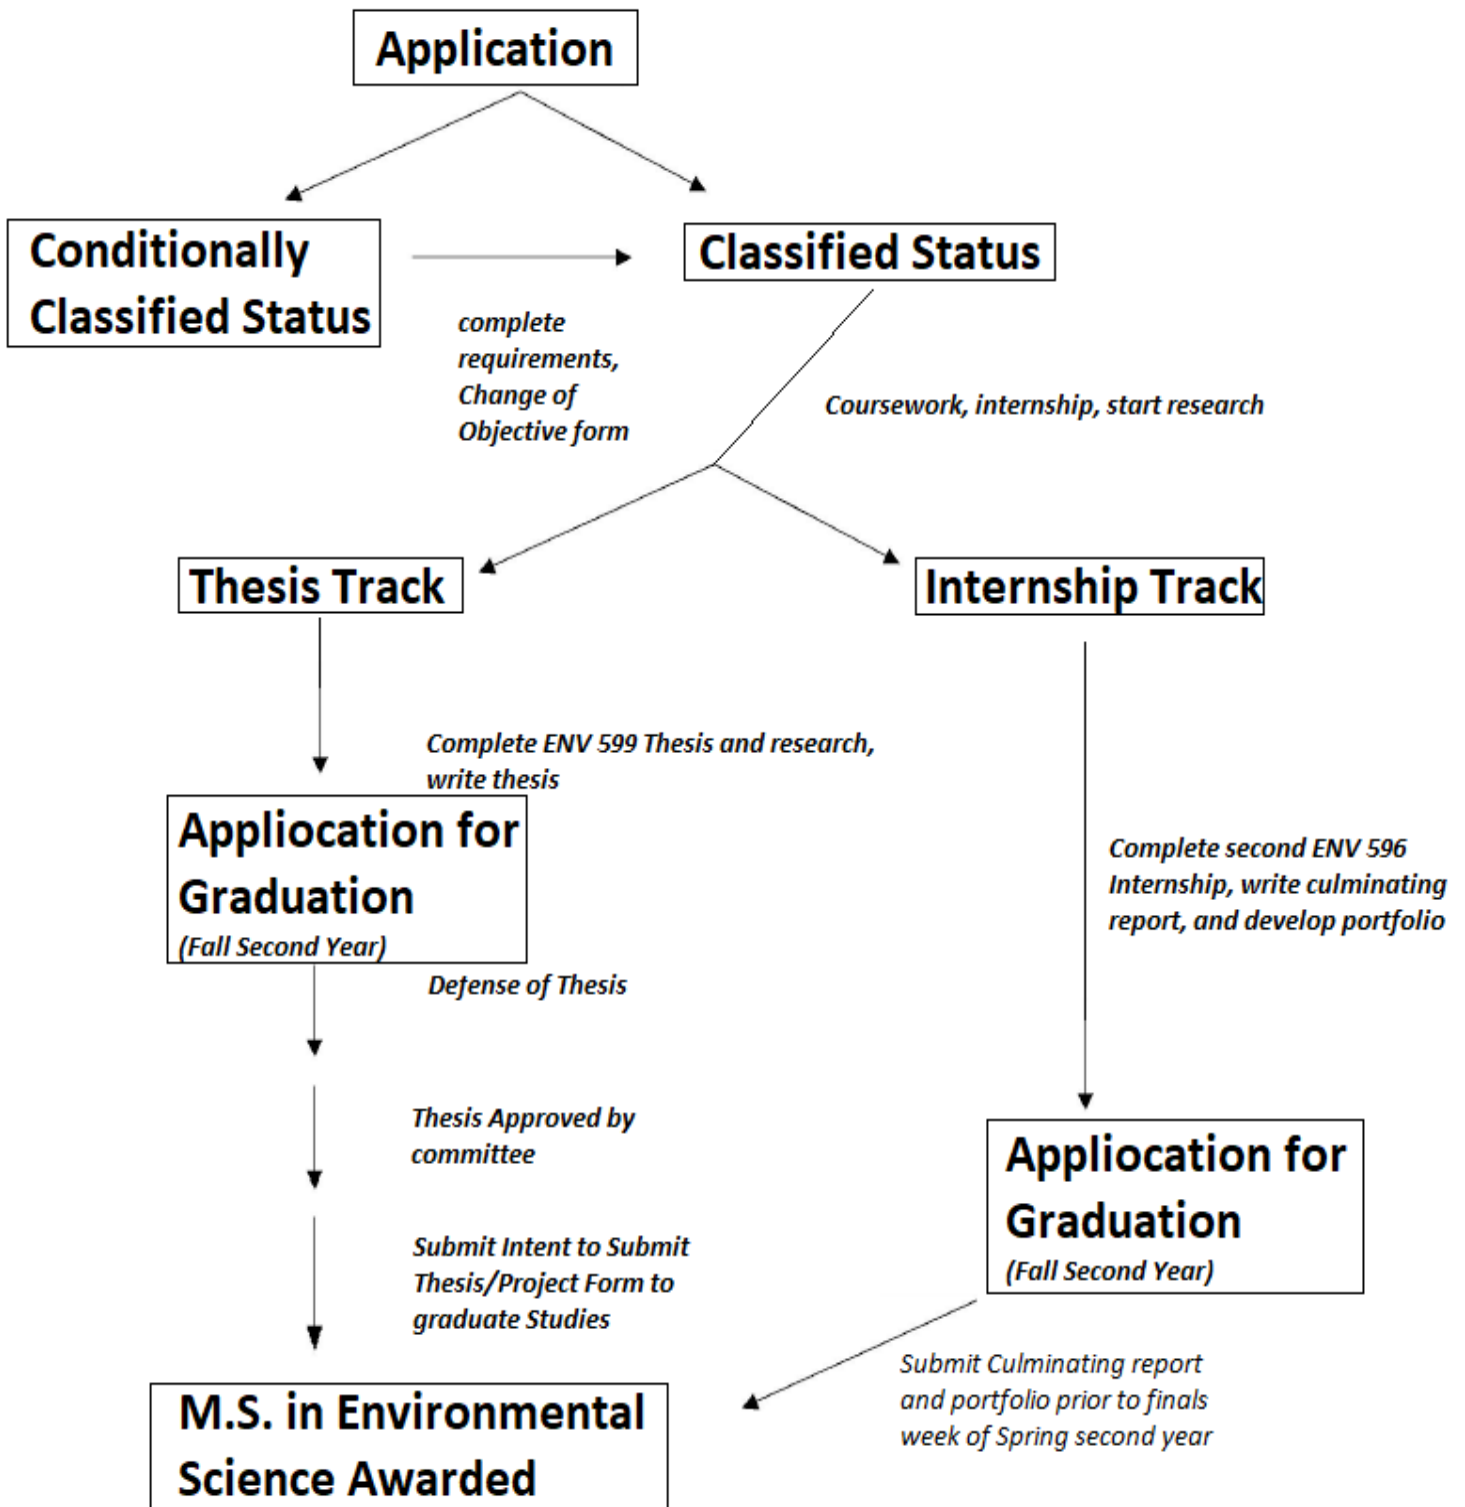 Application
Conditionally
Classified Status
Classified Status
complete
requirements,
Change of
Objective form
Coursework, internship, start research
Thesis Track
Internship Track
Complete ENV 599 Thesis and research,
write thesis
Appliocation for
Graduation
(Fall Second Year)
Complete second ENV 596
Internship, write culminating
report, and develop portfolio
Defense of Thesis
Thesis Approved by
committee
Appliocation for
Graduation
(Fall Second Year)
Submit Intent to Submit
Thesis/Project Form to
graduate Studies
Submit Culminating report
and portfolio prior to finals
week of Spring second year
M.S. in Environmental
Science Awarded